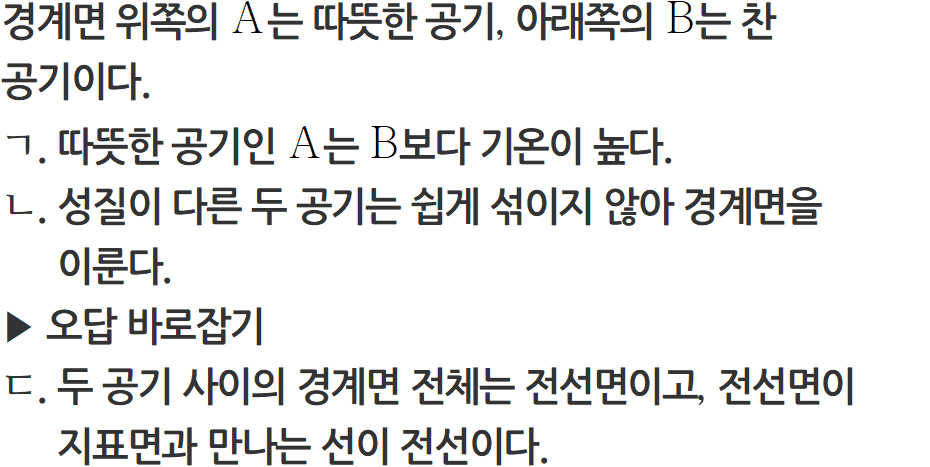 경계면 위쪽의 A는 따뜻한 공기, 아래쪽의 B는 찬
공기이다.
ㄱ. 따뜻한 공기인 A는 B보다 기온이 높다.
ㄴ. 성질이 다른 두 공기는 쉽게 섞이지 않아 경계면을
이룬다.
▶ 오답 바로잡기
ㄷ. 두 공기 사이의 경계면 전체는 전선면이고, 전선면이
지표면과 만나는 선이 전선이다.